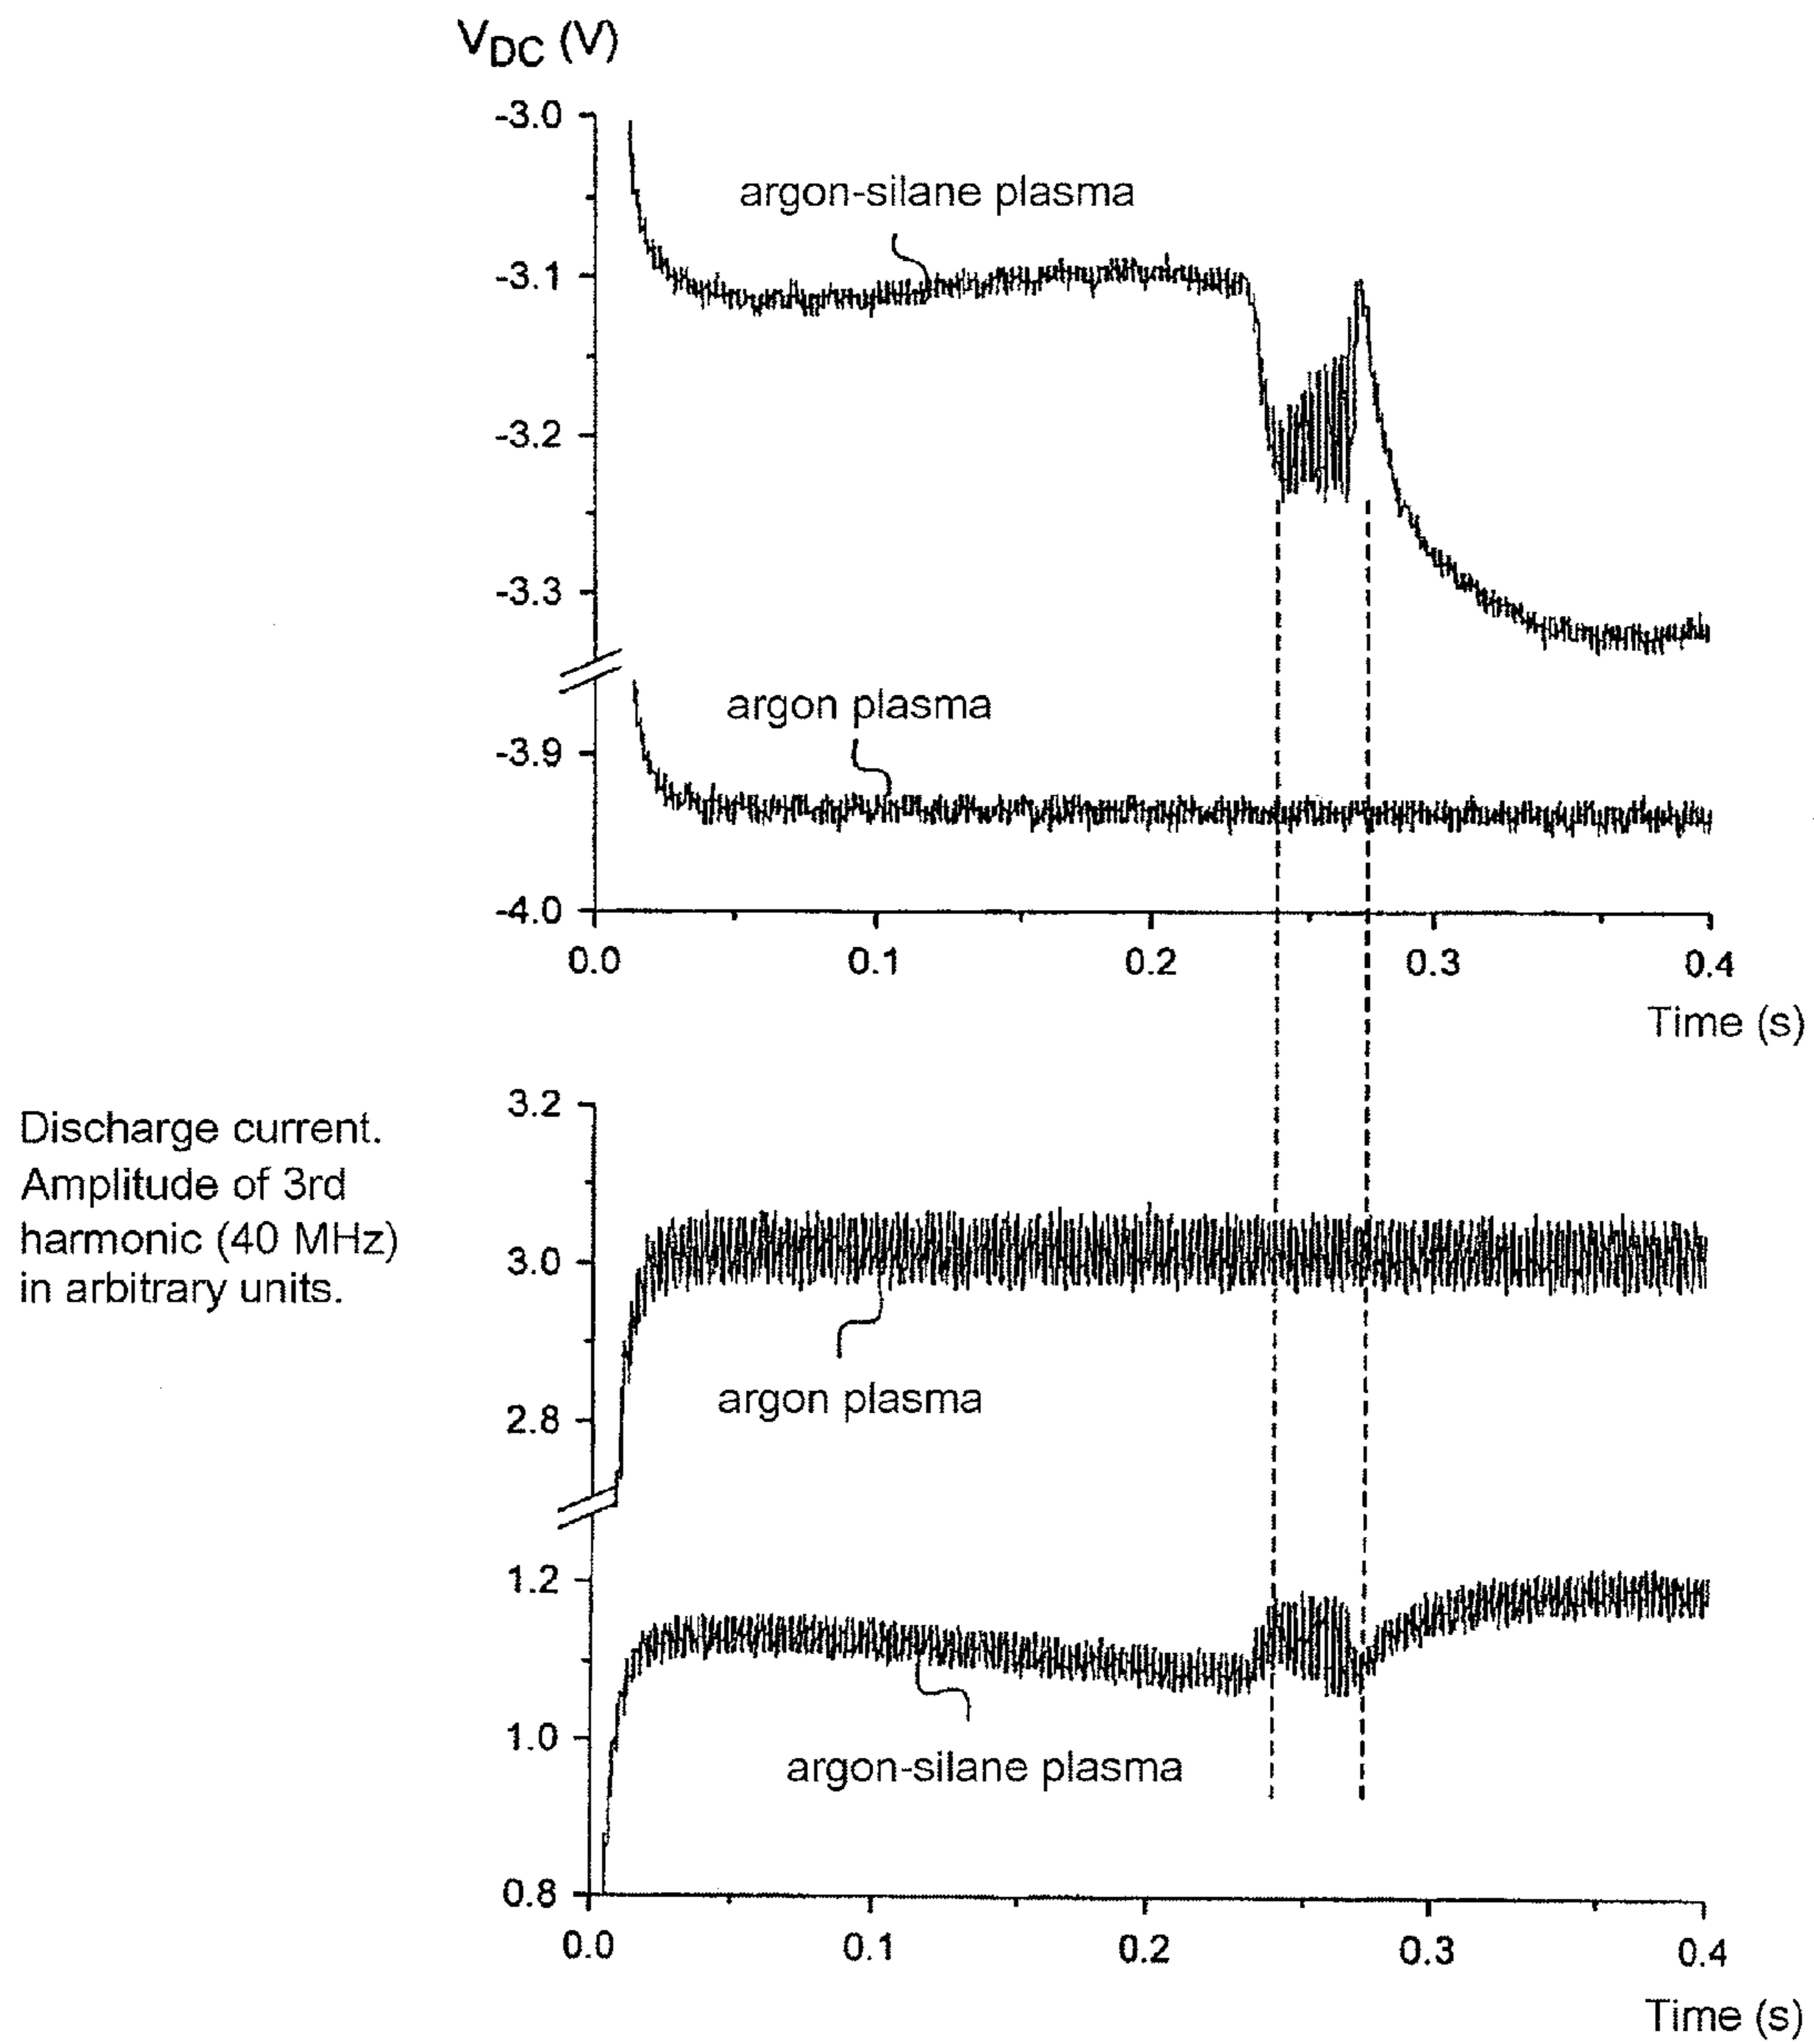 VDC (V)
-3.0
argon-silane plasma
-3.1
-3.2
-3.3
argon plasma
-3.9
-4.0
0.0 0.1 0.2 0.3 0.4
Time (s)
Discharge current.
Amplitude of 3rd
harmonic (40 MHz)
in arbitrary units.
3.2
3.0
argon plasma
2.8
1.2
1.0
argon-silane plasma
0.8
0.0 0.1 0.2 0.3 0.4
Time (s)